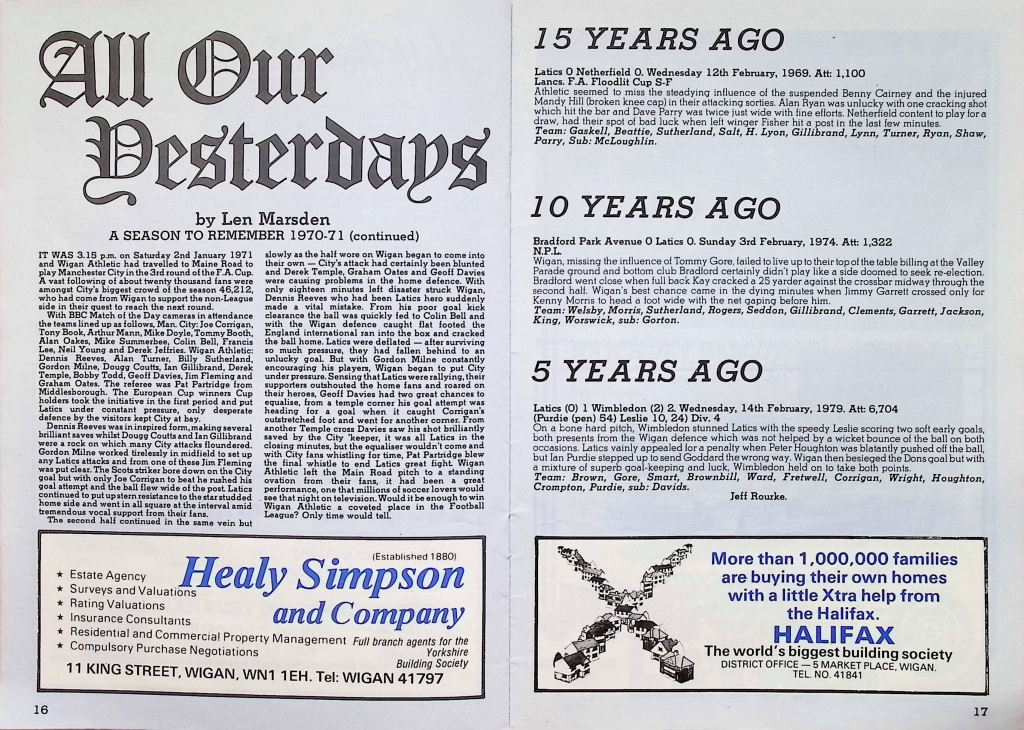 All Our
Yesterdays
by Len Marsden
A SEASON TO REMEMBER 1970-71 (continued)
IT WAS 3.15 p.m. on Saturday 2nd January 1971
and Wigan Athletic had travelled to Maine Road to
play Manchester City in the 3rd round of the F.A. Cup.
A vast following of about twenty thousand fans were
amongst City's biggest crowd of the season 46,212,
who had come from Wigan to support the non-League
side in their quest to reach the next round.
With BBC Match of the Day cameras in attendance
the teams lined up as follows, Man. City: Joe Corrigan,
Tony Book, Arthur Mann, Mike Doyle, Tommy Booth,
Alan Oakes, Mike Summerbee, Colin Bell, Francis
Lee, Neil Young and Derek Jeffries. Wigan Athletic:
Dennis Reeves, Alan Turner, Billy Sutherland,
Gordon Milne, Dougg Coutts, Ian Gillibrand, Derek
Temple, Bobby Todd, Geoff Davies, Jim Fleming and
Graham Oates. The referee was Pat Partridge from
Middlesborough. The European Cup winners Cup
holders took the initiative in the first period and put
Latics under constant pressure, only desperate
defence by the visitors kept City at bay.
Dennis Reeves was in inspired form, making several
brilliant saves whilst Dougg Coutts and Ian Gillibrand
were a rock on which many City attacks floundered.
Gordon Milne worked tirelessly in midfield to set up
any Latics attacks and from one of these Jim Fleming
was put clear. The Scots striker bore down on the City
goal but with only Joe Corrigan to beat he rushed his
goal attempt and the ball flew wide of the post. Latics
continued to put up stern resistance to the star studded
home side and went in all square at the interval amid
tremendous vocal support from their fans.
The second half continued in the same vein but
slowly as the half wore on Wigan began to come into
their own — City's attack had certainly been blunted
and Derek Temple, Graham Oates and Geoff Davies
were causing problems in the home defence. With
only eighteen minutes left disaster struck Wigan,
Dennis Reeves who had been Latics hero suddenly
made a vital mistake. From his poor goal kick
clearance the ball was quickly fed to Colin Bell and
with the Wigan defence caught flat footed the
England international ran into the box and cracked
the ball home. Latics were deflated — after surviving
so much pressure, they had fallen behind to an
unlucky goal. But with Gordon Milne constantly
encouraging his players, Wigan began to put City
under pressure. Sensing that Latics were rallying, their
supporters outshouted the home fans and roared on
their heroes, Geoff Davies had two great chances to
equalise, from a temple corner his goal attempt was
heading for a goal when it caught Corrigan's
outstretched foot and went for another corner. From
another Temple cross Davies saw his shot brilliantly
saved by the City 'keeper, it was all Latics in the
closing minutes, but the equaliser wouldn't come and
with City fans whistling for time, Pat Partridge blew
the final whistle to end Latics great fight. Wigan
Athletic left the Main Road pitch to a standing
ovation from their fans, it had been a great
performance, one that millions of soccer lovers would
see that night on television. Would it be enough to win
Wigan Athletic a coveted place in the Football
League? Only time would tell.
(Established 1880)
Healy Simpson
and Company
★ Estate Agency
★ Surveys and Valuations
★ Rating Valuations
★ Insurance Consultants
★ Residential and Commercial Property Management
★ Compulsory Purchase Negotiations
Full branch agents for the
Yorkshire
Building Society
11 KING STREET, WIGAN, WN1 1EH. Tel: WIGAN 41797
16
15 YEARS AGO
Latics 0 Netherfield 0. Wednesday 12th February, 1969. Att: 1,100
Lancs. F.A. Floodlit Cup S-F
Athletic seemed to miss the steadying influence of the suspended Benny Cairney and the injured
Mandy Hill (broken knee cap) in their attacking sorties. Alan Ryan was unlucky with one cracking shot
which hit the bar and Dave Parry was twice just wide with fine efforts. Netherfield content to play for a
draw, had their spot of bad luck when left winger Fisher hit a post in the last few minutes.
Team: Gaskell, Beattie, Sutherland, Salt, H. Lyon, Gillibrand, Lynn, Turner, Ryan, Shaw,
Parry, Sub: McLoughlin.
10 YEARS AGO
Bradford Park Avenue 0 Latics 0. Sunday 3rd February, 1974. Att: 1,322
N.P.L.
Wigan, missing the influence of Tommy Gore, failed to live up to their top of the table billing at the Valley
Parade ground and bottom club Bradford certainly didn't play like a side doomed to seek re-election.
Bradford went close when full back Kay cracked a 25 yarder against the crossbar midway through the
second half. Wigan's best chance came in the dying minutes when Jimmy Garrett crossed only for
Kenny Morris to head a foot wide with the net gaping before him.
Team: Welsby, Morris, Sutherland, Rogers, Seddon, Gillibrand, Clements, Garrett, Jackson,
King, Worswick, sub: Gorton.
5 YEARS AGO
Latics (0) 1 Wimbledon (2) 2. Wednesday, 14th February, 1979. Att: 6,704
(Purdie (pen) 54) Leslie 10, 24) Div. 4
On a bone hard pitch, Wimbledon stunned Latics with the speedy Leslie scoring two soft early goals,
both presents from the Wigan defence which was not helped by a wicket bounce of the ball on both
occasions. Latics vainly appealed for a penalty when Peter Houghton was blatantly pushed off the ball,
but Ian Purdie stepped up to send Goddard the wrong way. Wigan then besieged the Dons goal but with
a mixture of superb goal-keeping and luck, Wimbledon held on to take both points.
Team: Brown, Gore, Smart, Brownbill, Ward, Fretwell, Corrigan, Wright, Houghton,
Crompton, Purdie, sub: Davids.
Jeff Rourke.
More than 1,000,000 families
are buying their own homes
with a little Xtra help from
the Halifax.
HALIFAX
The world's biggest building society
DISTRICT OFFICE — 5 MARKET PLACE, WIGAN.
TEL. NO. 41841
17